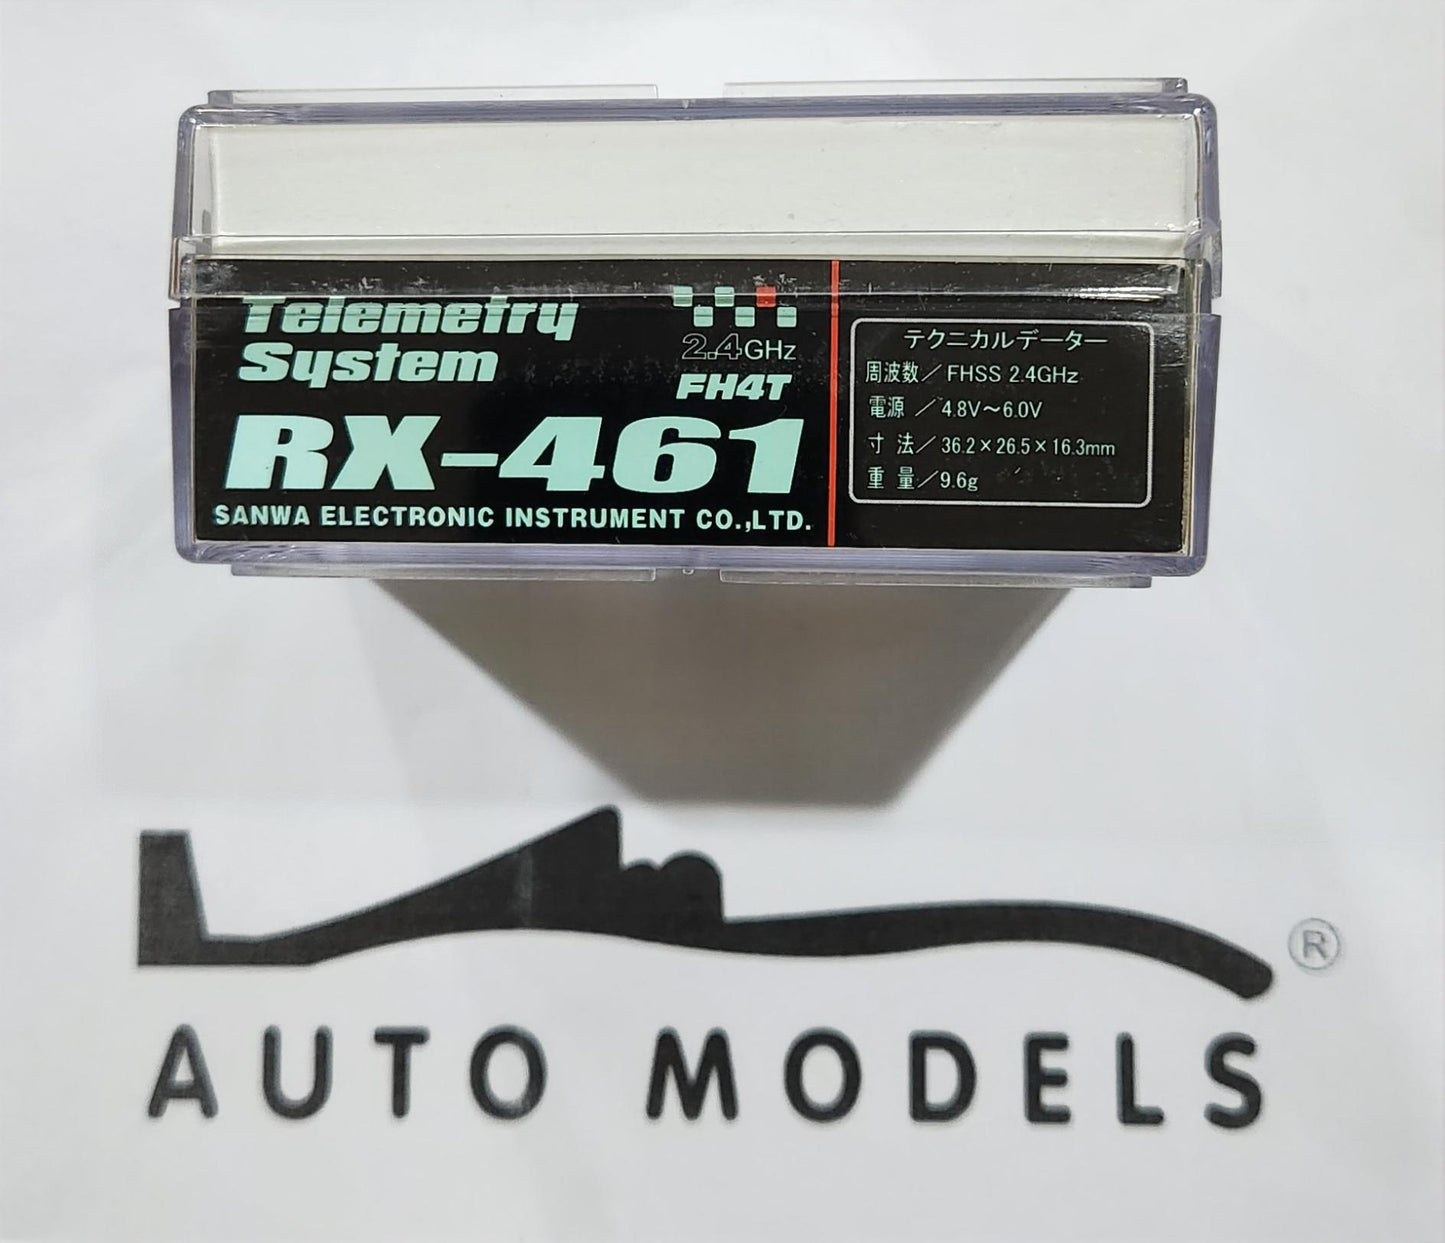 Telemetry
System
2.4GHz
FH4T
RX-461
SANWA ELECTRONIC INSTRUMENT CO.,LTD.
テクニカルデーター
周波数／FHSS 2.4GHz
電源／4.8V～6.0V
寸 法／36.2×26.5×16.3mm
重 量／9.6g
®
AUTO MODELS